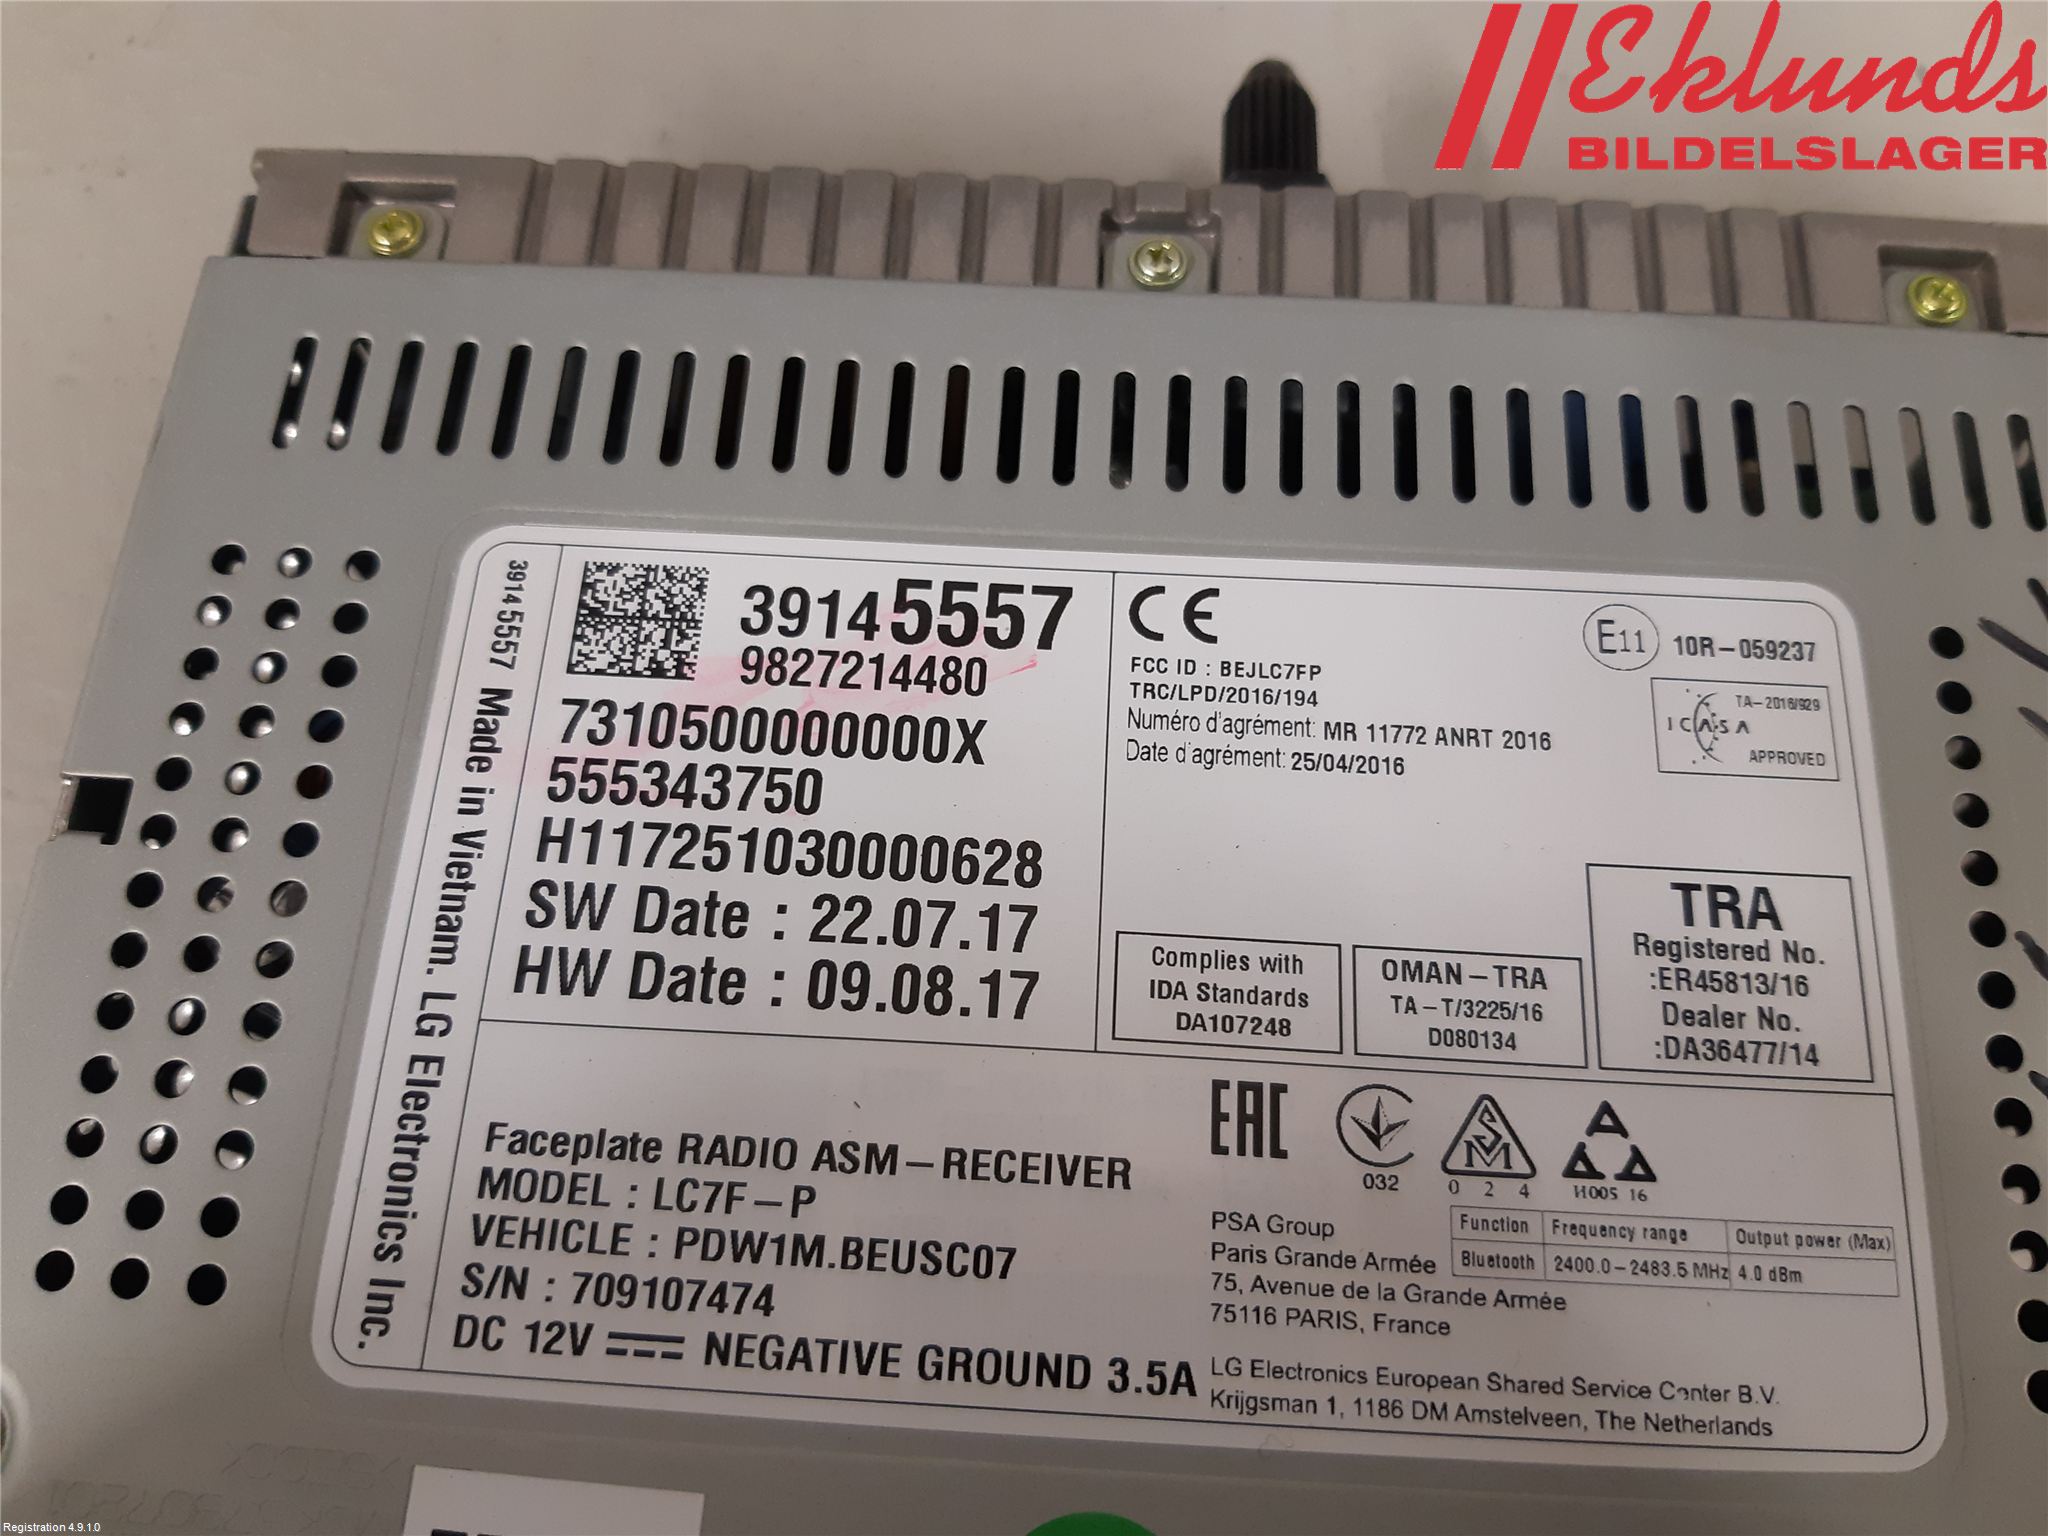 Eklunds
BILDELSLAGER
3914 5557 Made in Vietnam. LG Electronics Inc.
3914 5557
9827214480
7310500000000X
555343750
H117251030000628
SW Date : 22.07.17
HW Date : 09.08.17
CE
FCC ID : BEJLC7FP
TRC/LPD/2016/194
Numéro d'agrément: MR 11772 ANRT 2016
Date d'agrément: 25/04/2016
E11 10R-059237
TA-2016/929
ICASA
APPROVED
Complies with
IDA Standards
DA107248
OMAN-TRA
TA-T/3225/16
D080134
TRA
Registered No.
:ER45813/16
Dealer No.
:DA36477/14
Faceplate RADIO ASM-RECEIVER
MODEL : LC7F-P
VEHICLE : PDW1M.BEUSC07
S/N : 709107474
DC 12V NEGATIVE GROUND 3.5A
EAC
032
SM
0 2 4
H005 16
PSA Group
Paris Grande Armée
75, Avenue de la Grande Armée
75116 PARIS, France
Function Frequency range Output power (Max)
Bluetooth 2400.0-2483.5 MHz 4.0 dBm
LG Electronics European Shared Service Center B.V.
Krijgsman 1, 1186 DM Amstelveen, The Netherlands
Registration 4.9.1.0